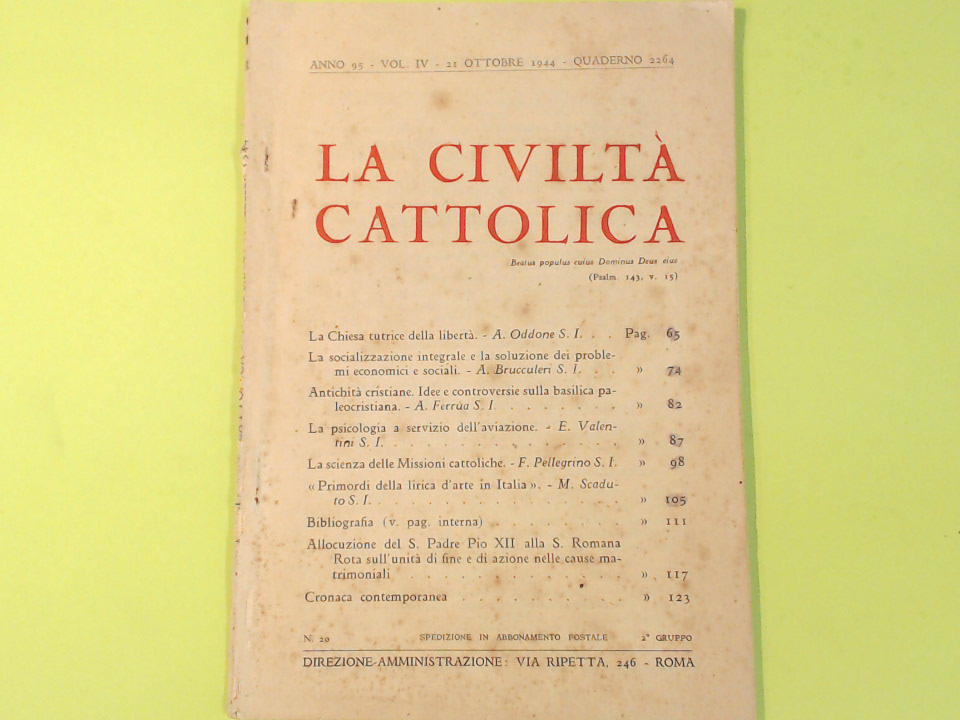 ANNO 95 - VOL. IV - 21 OTTOBRE 1944 - QUADERNO 2264
LA CIVILTÀ
CATTOLICA
Beatus populus cuius Dominus Deus eius
(Psalm. 143, v. 15)
La Chiesa tutrice della libertà. - A. Oddone S. I. . . Pag. 65
La socializzazione integrale e la soluzione dei proble-
mi economici e sociali. - A. Brucculeri S. I. . . » 74
Antichità cristiane. Idee e controversie sulla basilica pa-
leocristiana. - A. Ferrua S. I. . . . . . . . » 82
La psicologia a servizio dell'aviazione. - E. Valen-
tini S. I. . . . . . . . . . . . . . » 87
La scienza delle Missioni cattoliche. - F. Pellegrino S. I. » 98
« Primordi della lirica d'arte in Italia ». - M. Scadu-
to S. I. . . . . . . . . . . . . . » 105
Bibliografia (v. pag. interna) . . . . . . . . » 111
Allocuzione del S. Padre Pio XII alla S. Romana
Rota sull'unità di fine e di azione nelle cause ma-
trimoniali . . . . . . . . . . . . . » 117
Cronaca contemporanea . . . . . . . . . . » 123
N. 20 SPEDIZIONE IN ABBONAMENTO POSTALE 2° GRUPPO
DIREZIONE-AMMINISTRAZIONE: VIA RIPETTA, 246 - ROMA